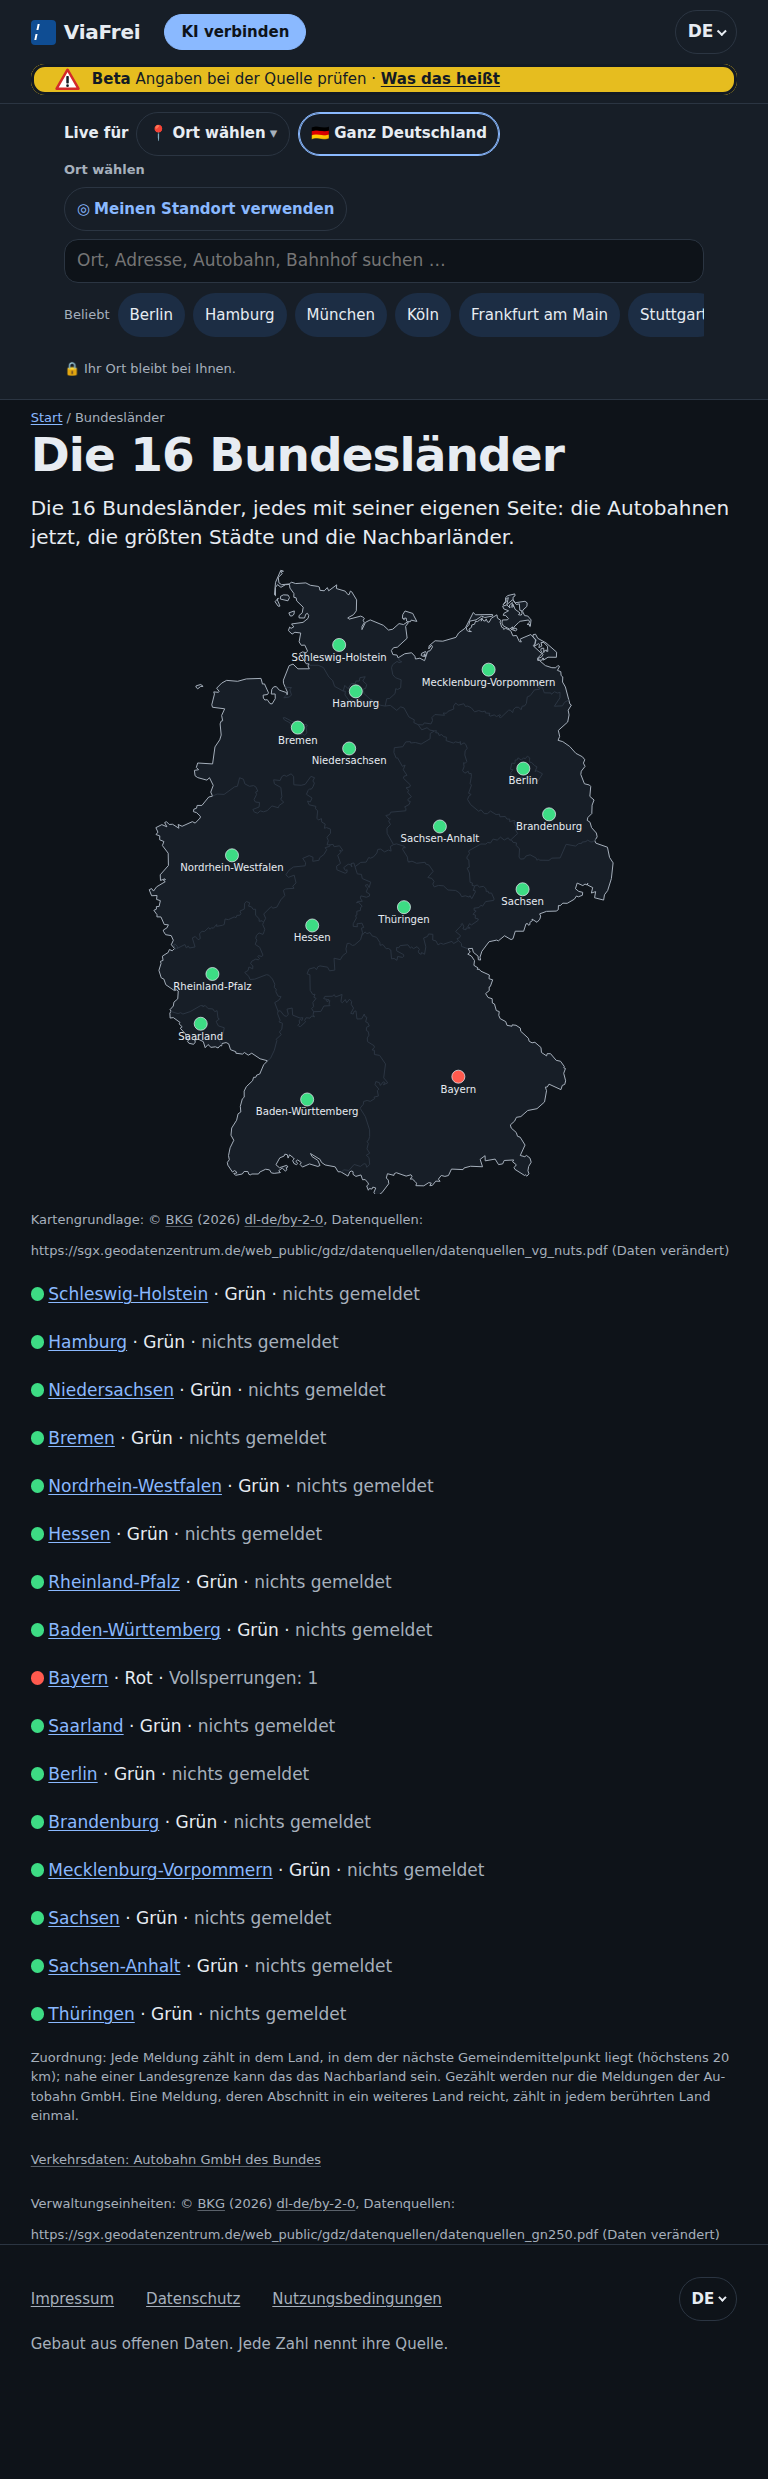 ViaFrei
KI verbinden
DE
Beta Angaben bei der Quelle prüfen · Was das heißt
Live für
📍 Ort wählen ▾
🇩🇪 Ganz Deutschland
Ort wählen
◎ Meinen Standort verwenden
Ort, Adresse, Autobahn, Bahnhof suchen …
Beliebt Berlin Hamburg München Köln Frankfurt am Main Stuttgart
🔒 Ihr Ort bleibt bei Ihnen.
Start / Bundesländer
Die 16 Bundesländer
Die 16 Bundesländer, jedes mit seiner eigenen Seite: die Autobahnen
jetzt, die größten Städte und die Nachbarländer.
Schleswig-Holstein
Mecklenburg-Vorpommern
Hamburg
Bremen
Niedersachsen
Berlin
Brandenburg
Sachsen-Anhalt
Nordrhein-Westfalen
Sachsen
Thüringen
Hessen
Rheinland-Pfalz
Saarland
Bayern
Baden-Württemberg
Kartengrundlage: © BKG (2026) dl-de/by-2-0, Datenquellen:
https://sgx.geodatenzentrum.de/web_public/gdz/datenquellen/datenquellen_vg_nuts.pdf (Daten verändert)
Schleswig-Holstein · Grün · nichts gemeldet
Hamburg · Grün · nichts gemeldet
Niedersachsen · Grün · nichts gemeldet
Bremen · Grün · nichts gemeldet
Nordrhein-Westfalen · Grün · nichts gemeldet
Hessen · Grün · nichts gemeldet
Rheinland-Pfalz · Grün · nichts gemeldet
Baden-Württemberg · Grün · nichts gemeldet
Bayern · Rot · Vollsperrungen: 1
Saarland · Grün · nichts gemeldet
Berlin · Grün · nichts gemeldet
Brandenburg · Grün · nichts gemeldet
Mecklenburg-Vorpommern · Grün · nichts gemeldet
Sachsen · Grün · nichts gemeldet
Sachsen-Anhalt · Grün · nichts gemeldet
Thüringen · Grün · nichts gemeldet
Zuordnung: Jede Meldung zählt in dem Land, in dem der nächste Gemeindemittelpunkt liegt (höchstens 20
km); nahe einer Landesgrenze kann das das Nachbarland sein. Gezählt werden nur die Meldungen der Au-
tobahn GmbH. Eine Meldung, deren Abschnitt in ein weiteres Land reicht, zählt in jedem berührten Land
einmal.
Verkehrsdaten: Autobahn GmbH des Bundes
Verwaltungseinheiten: © BKG (2026) dl-de/by-2-0, Datenquellen:
https://sgx.geodatenzentrum.de/web_public/gdz/datenquellen/datenquellen_gn250.pdf (Daten verändert)
Impressum Datenschutz Nutzungsbedingungen
DE
Gebaut aus offenen Daten. Jede Zahl nennt ihre Quelle.